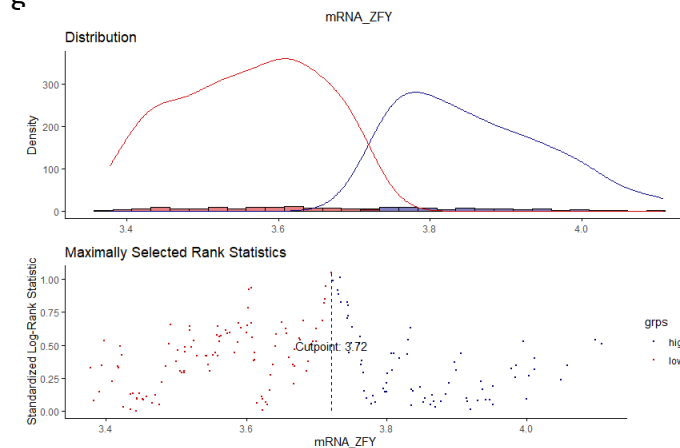 g
mRNA_ZFY
Distribution
Density
300
200
100
0
3.4
3.6
3.8
4.0
Maximally Selected Rank Statistics
Standardized Log-Rank Statistic
1.00
0.75
0.50
0.25
0.00
Cutpoint: 3.72
grps
hig
low
3.4
3.6
3.8
4.0
mRNA_ZFY